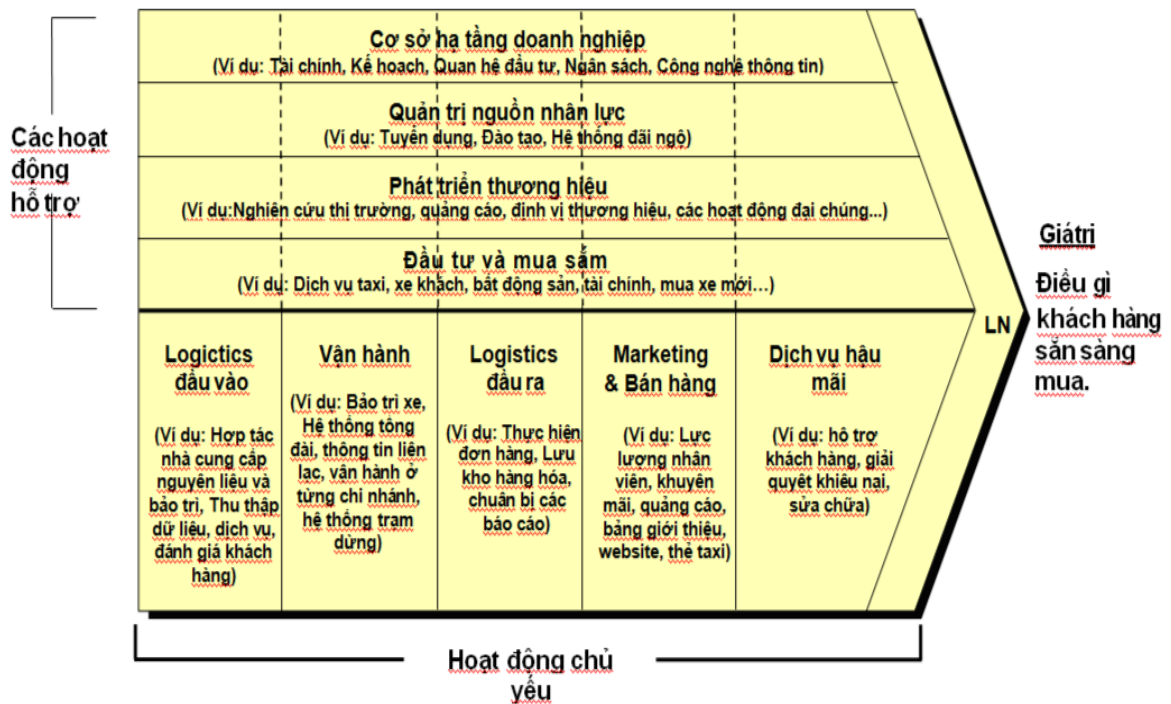 Cơ sở hạ tầng doanh nghiệp
(Ví dụ: Tài chính, Kế hoạch, Quan hệ đầu tư, Ngân sách, Công nghệ thông tin)
Quản trị nguồn nhân lực
(Ví dụ: Tuyển dụng, Đào tạo, Hệ thống đãi ngộ)
Phát triển thương hiệu
(Ví dụ:Nghiên cứu thị trường, quảng cáo, định vị thương hiệu, các hoạt động đại chúng...)
Đầu tư và mua sắm
(Ví dụ: Dịch vụ taxi, xe khách, bất động sản, tài chính, mua xe mới…)
Các hoạt
động
hỗ trợ
Logictics
đầu vào
(Ví dụ: Hợp tác
nhà cung cấp
nguyên liệu và
bảo trì, Thu thập
dữ liệu, dịch vụ,
đánh giá khách
hàng)
Vận hành
(Ví dụ: Bảo trì xe,
Hệ thống tổng
đài, thông tin liên
lạc, vận hành ở
từng chi nhánh,
hệ thống trạm
dừng)
Logistics
đầu ra
(Ví dụ: Thực hiện
đơn hàng, Lưu
kho hàng hóa,
chuẩn bị các
báo cáo)
Marketing
& Bán hàng
(Ví dụ: Lực
lượng nhân
viên, khuyến
mãi, quảng cáo,
bảng giới thiệu,
website, thẻ taxi)
Dịch vụ hậu
mãi
(Ví dụ: hỗ trợ
khách hàng, giải
quyết khiếu nại,
sửa chữa)
LN
Giátrị
Điều gì
khách hàng
sẵn sàng
mua.
Hoạt động chủ
yếu